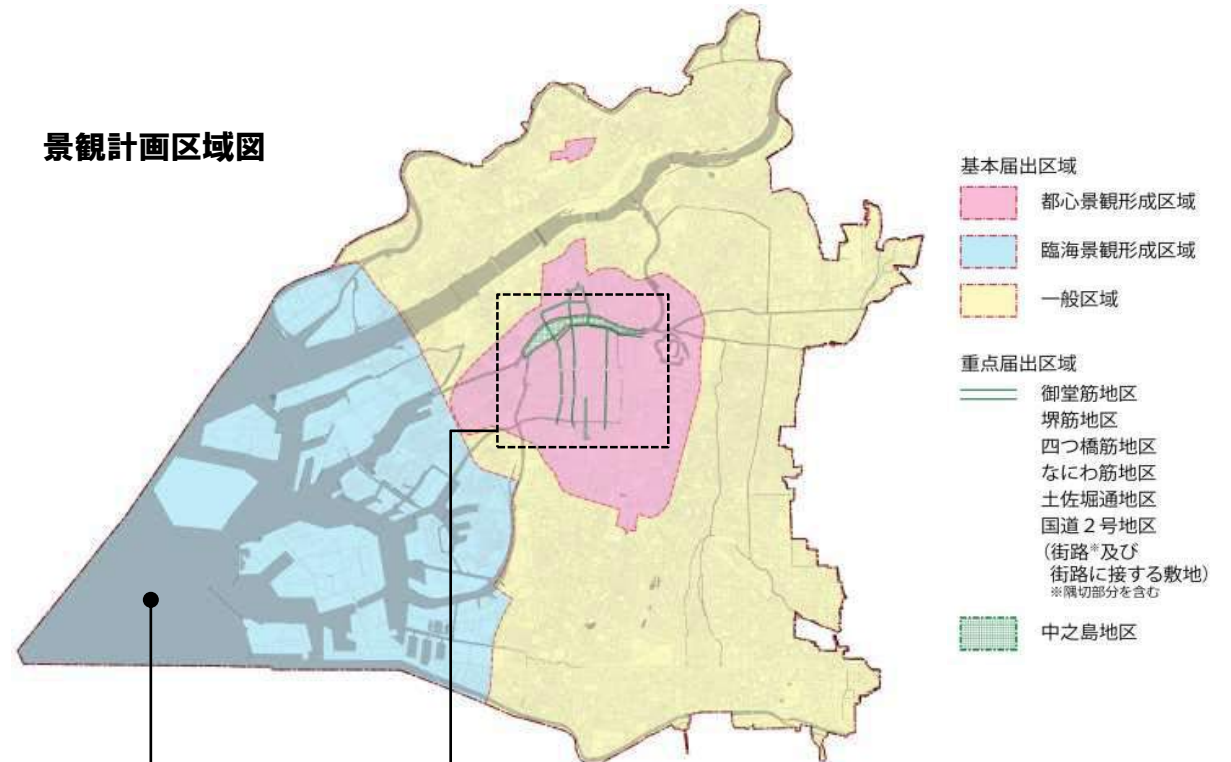 景観計画区域図
基本届出区域
都心景観形成区域
臨海景観形成区域
一般区域
重点届出区域
御堂筋地区
堺筋地区
四つ橋筋地区
なにわ筋地区
土佐堀通地区
国道2号地区
(街路※及び
街路に接する敷地)
※隅切部分を含む
中之島地区